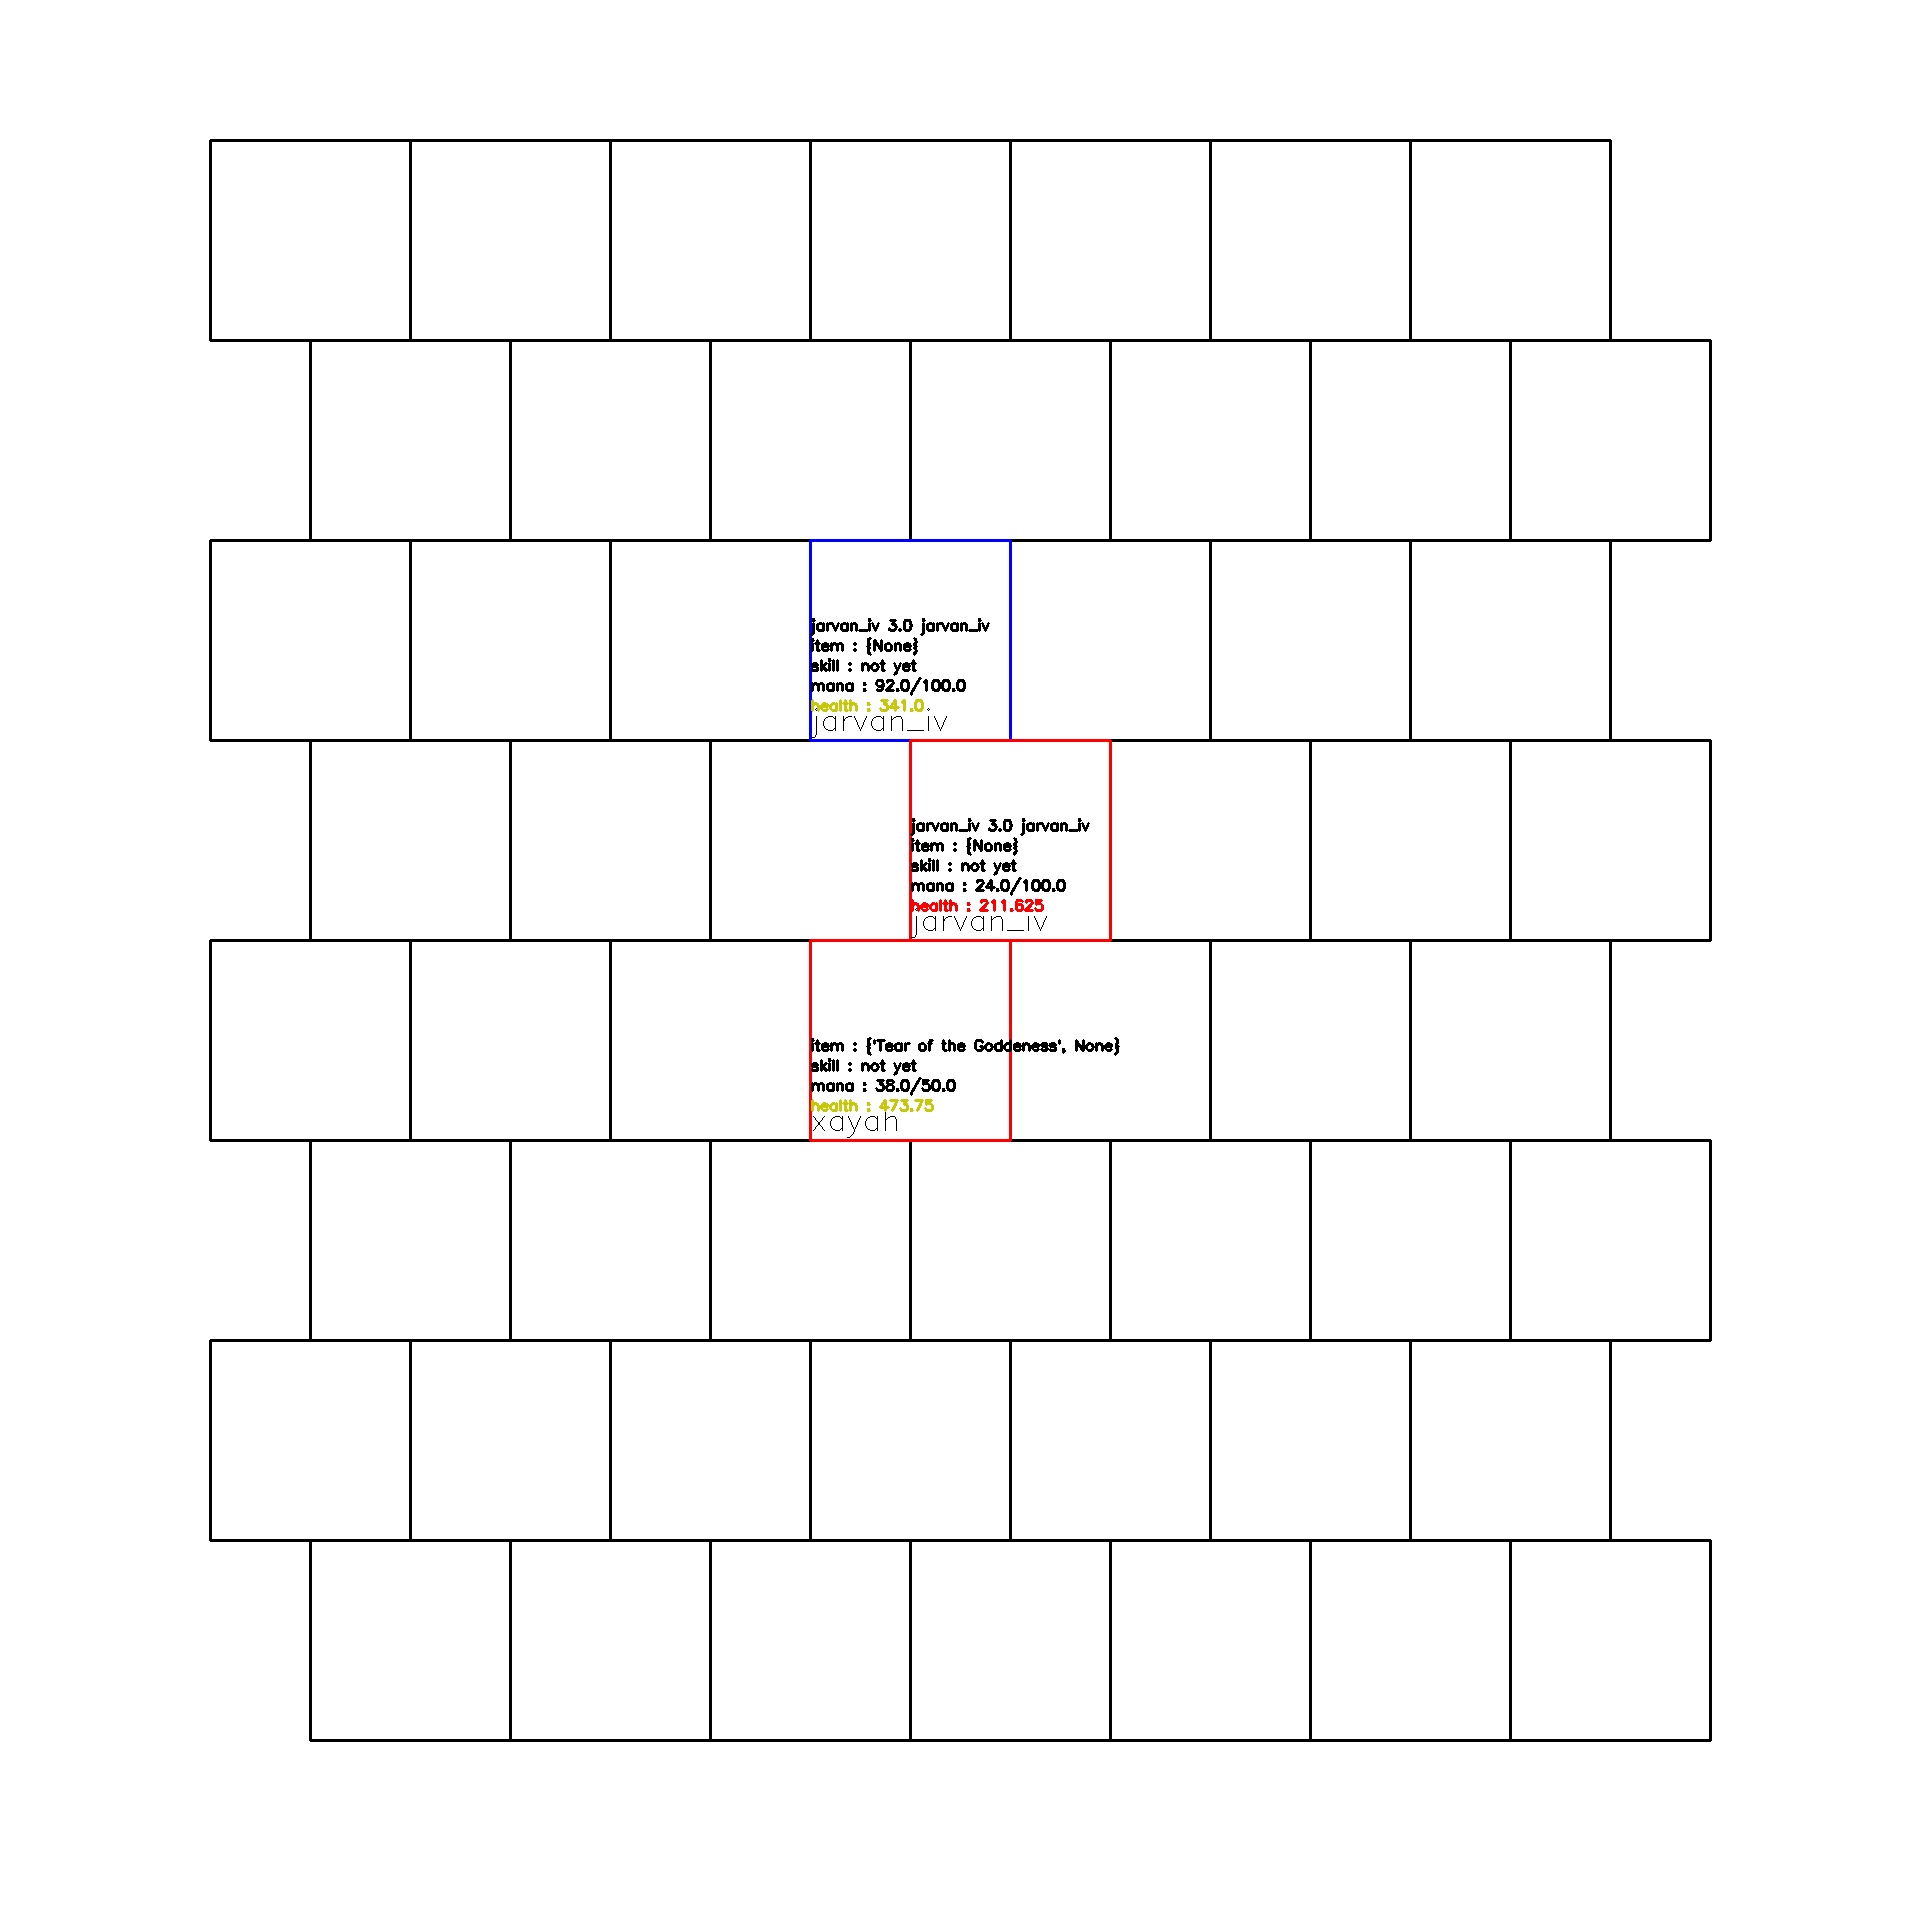 jarvan_iv 3.0 jarvan_iv
item : {None}
skill : not yet
mana : 92.0/100.0
health : 341.0
jarvan_iv
jarvan_iv 3.0 jarvan_iv
item : {None}
skill : not yet
mana : 24.0/100.0
health : 211.625
jarvan_iv
item : {'Tear of the Goddeness', None}
skill : not yet
mana : 38.0/50.0
health : 473.75
xayah